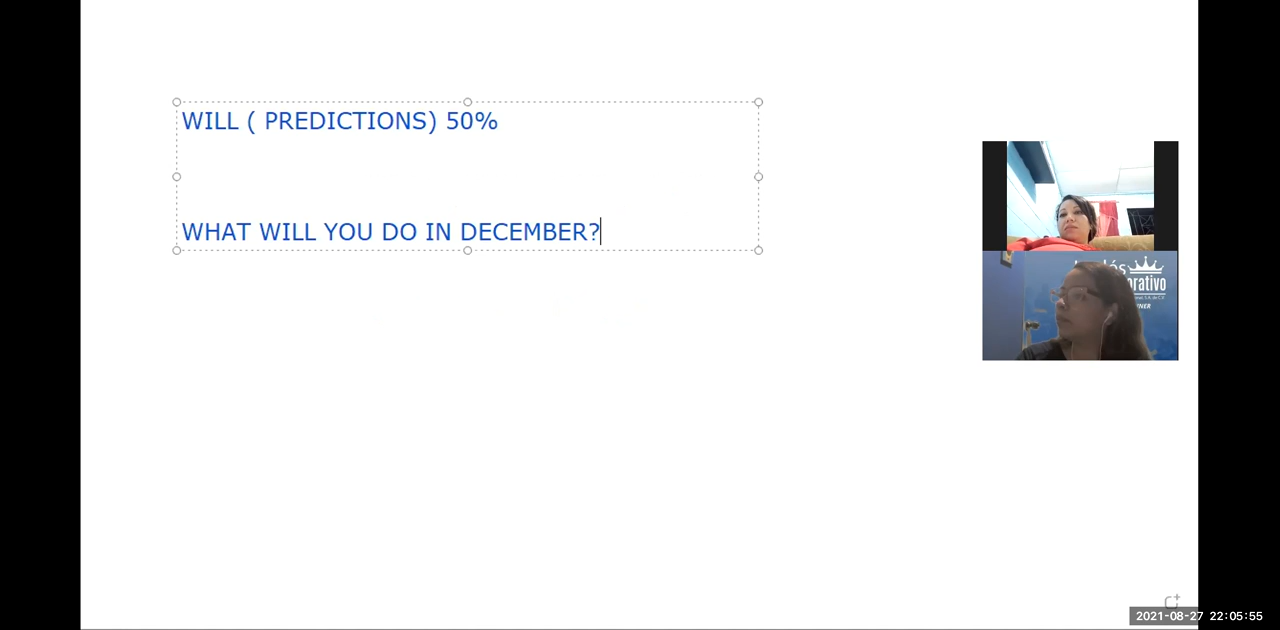 WILL ( PREDICTIONS) 50%
WHAT WILL YOU DO IN DECEMBER?
2021-08-27 22:05:55